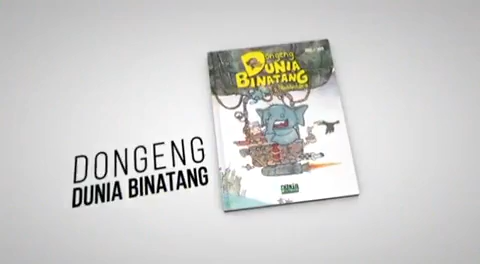 DONGENG
DUNIA BINATANG
Dongeng
DUNIA
BINATANG